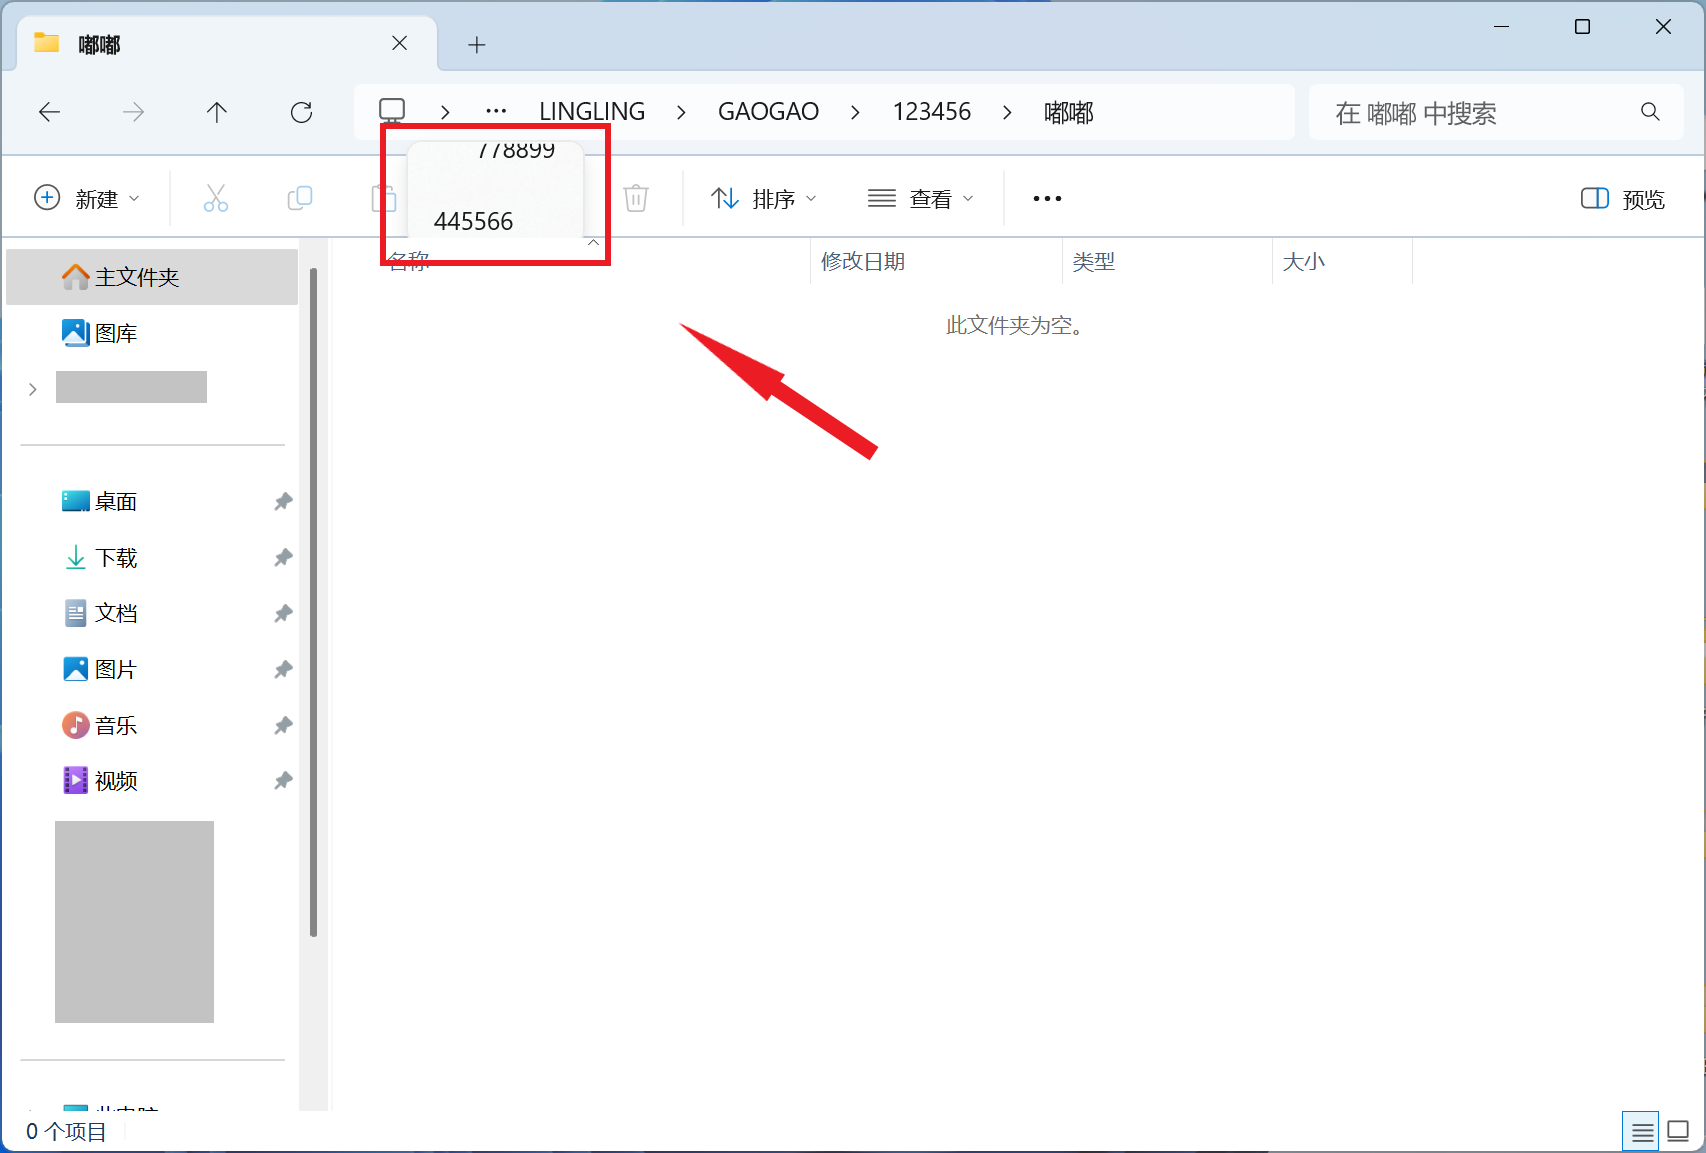 嘟嘟
LINGLING GAOGAO 123456 嘟嘟
在 嘟嘟 中搜索
778899
新建
445566
排序
查看
预览
名称
修改日期
类型
大小
此文件夹为空。
主文件夹
图库
桌面
下载
文档
图片
音乐
视频
此电脑
0 个项目